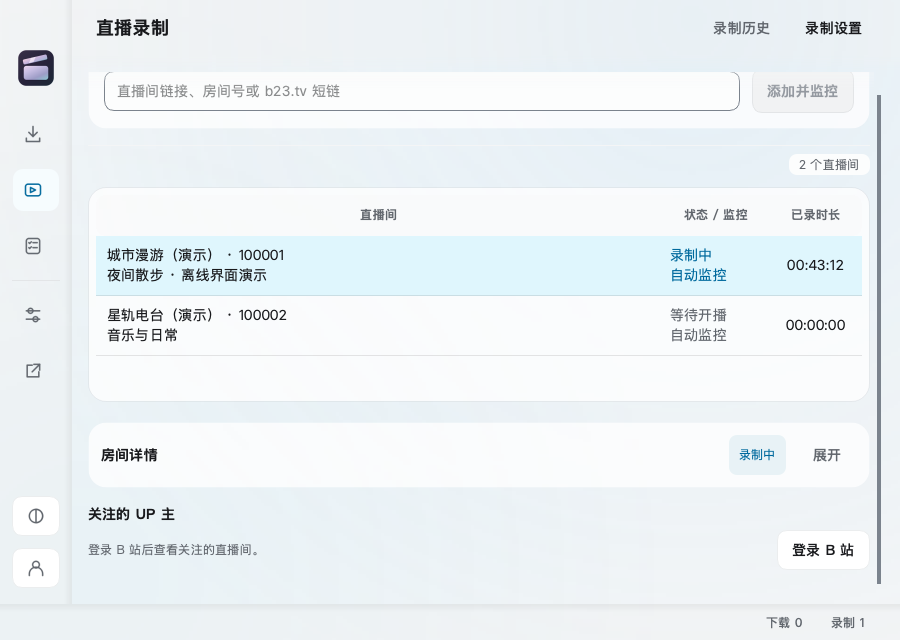 直播录制
录制历史
录制设置
直播间链接、房间号或 b23.tv 短链
添加并监控
2 个直播间
直播间
状态 / 监控
已录时长
城市漫游（演示） · 100001
夜间散步 · 离线界面演示
录制中
自动监控
00:43:12
星轨电台（演示） · 100002
音乐与日常
等待开播
自动监控
00:00:00
房间详情
录制中
展开
关注的 UP 主
登录 B 站后查看关注的直播间。
登录 B 站
下载 0
录制 1